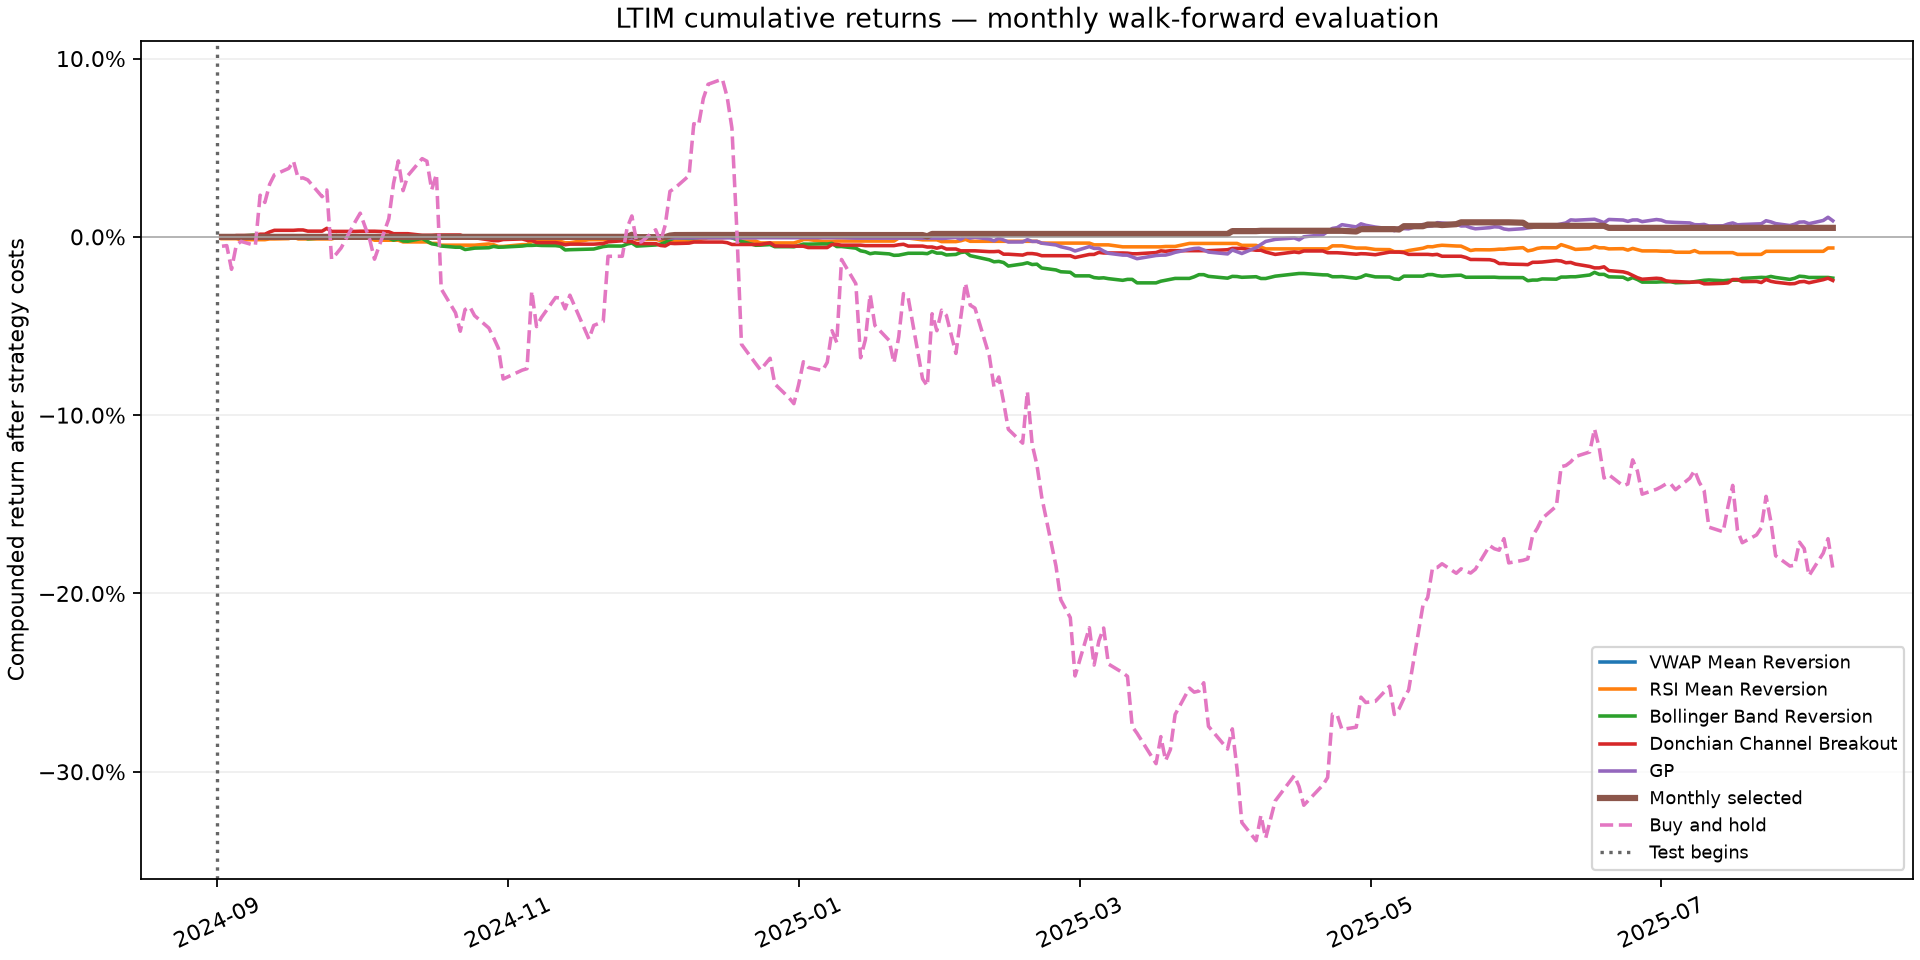 LTIM cumulative returns — monthly walk-forward evaluation
Compounded return after strategy costs
10.0%
0.0%
−10.0%
−20.0%
−30.0%
2024-09
2024-11
2025-01
2025-03
2025-05
2025-07
VWAP Mean Reversion
RSI Mean Reversion
Bollinger Band Reversion
Donchian Channel Breakout
GP
Monthly selected
Buy and hold
Test begins